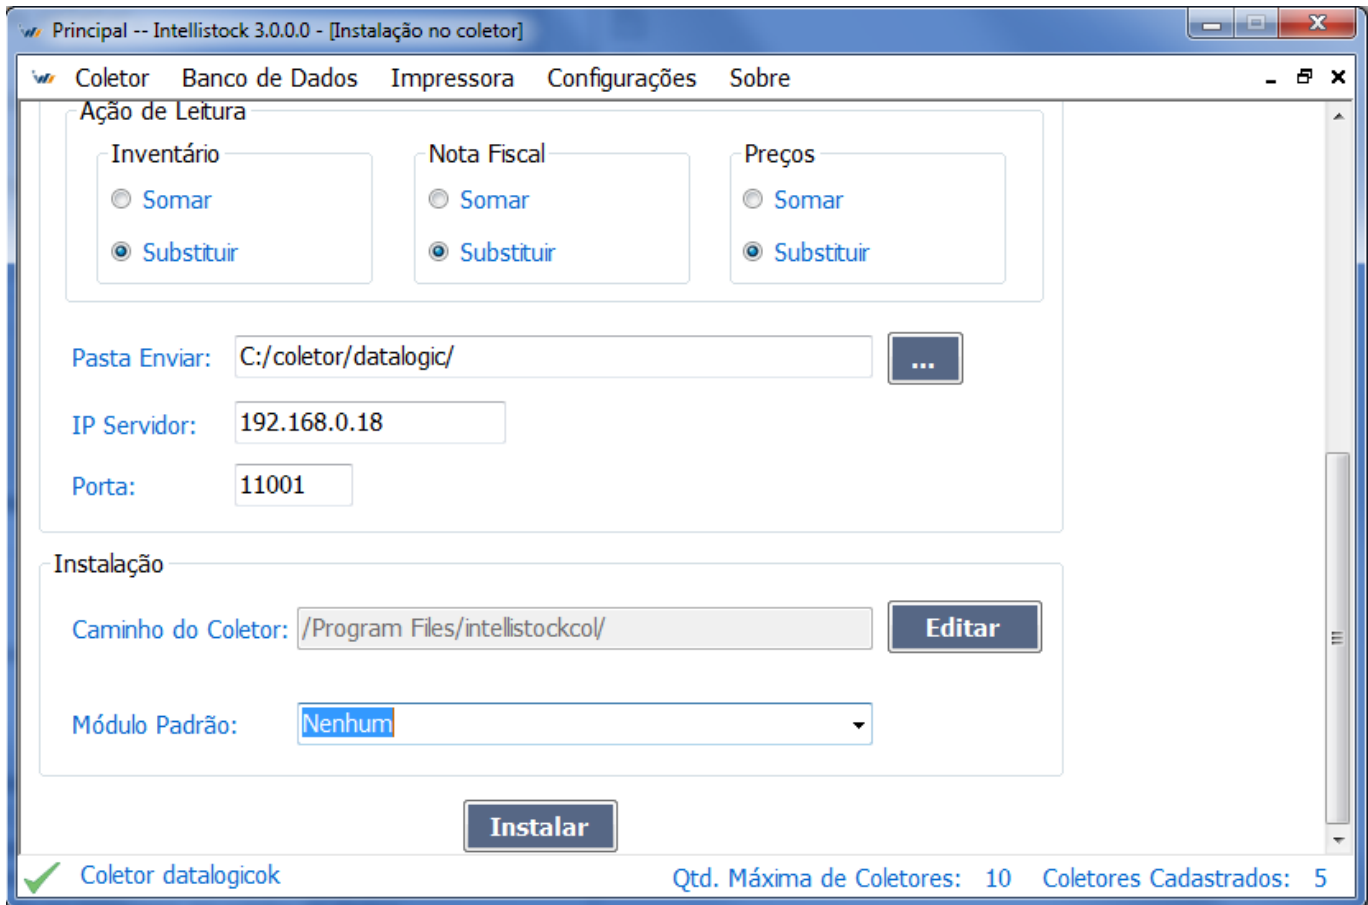 Principal -- Intellistock 3.0.0.0 - [Instalação no coletor]
Coletor Banco de Dados Impressora Configurações Sobre
Ação de Leitura
Inventário Nota Fiscal Preços
Somar Somar Somar
Substituir Substituir Substituir
Pasta Enviar: C:/coletor/datalogic/ ...
IP Servidor: 192.168.0.18
Porta: 11001
Instalação
Caminho do Coletor: /Program Files/intellistockcol/ Editar
Módulo Padrão: Nenhum
Instalar
Coletor datalogicok Qtd. Máxima de Coletores: 10 Coletores Cadastrados: 5